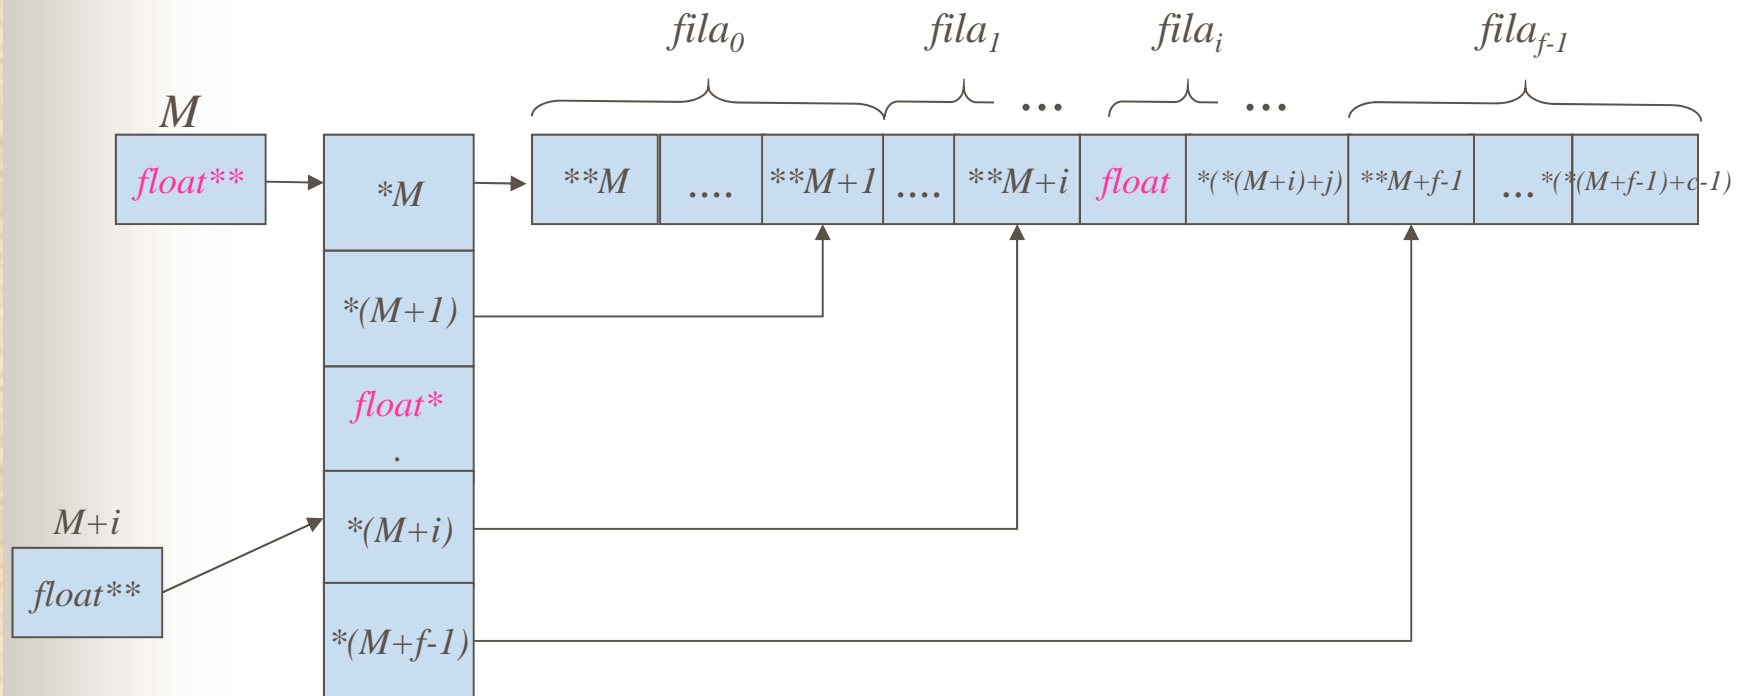 fila0 fila1 filai filaf-1
... ...
M
float** *M **M .... **M+1 .... **M+i float *(*(M+i)+j) **M+f-1 ... *(*(M+f-1)+c-1)
*(M+1)
float*
.
M+i
*(M+i)
float**
*(M+f-1)